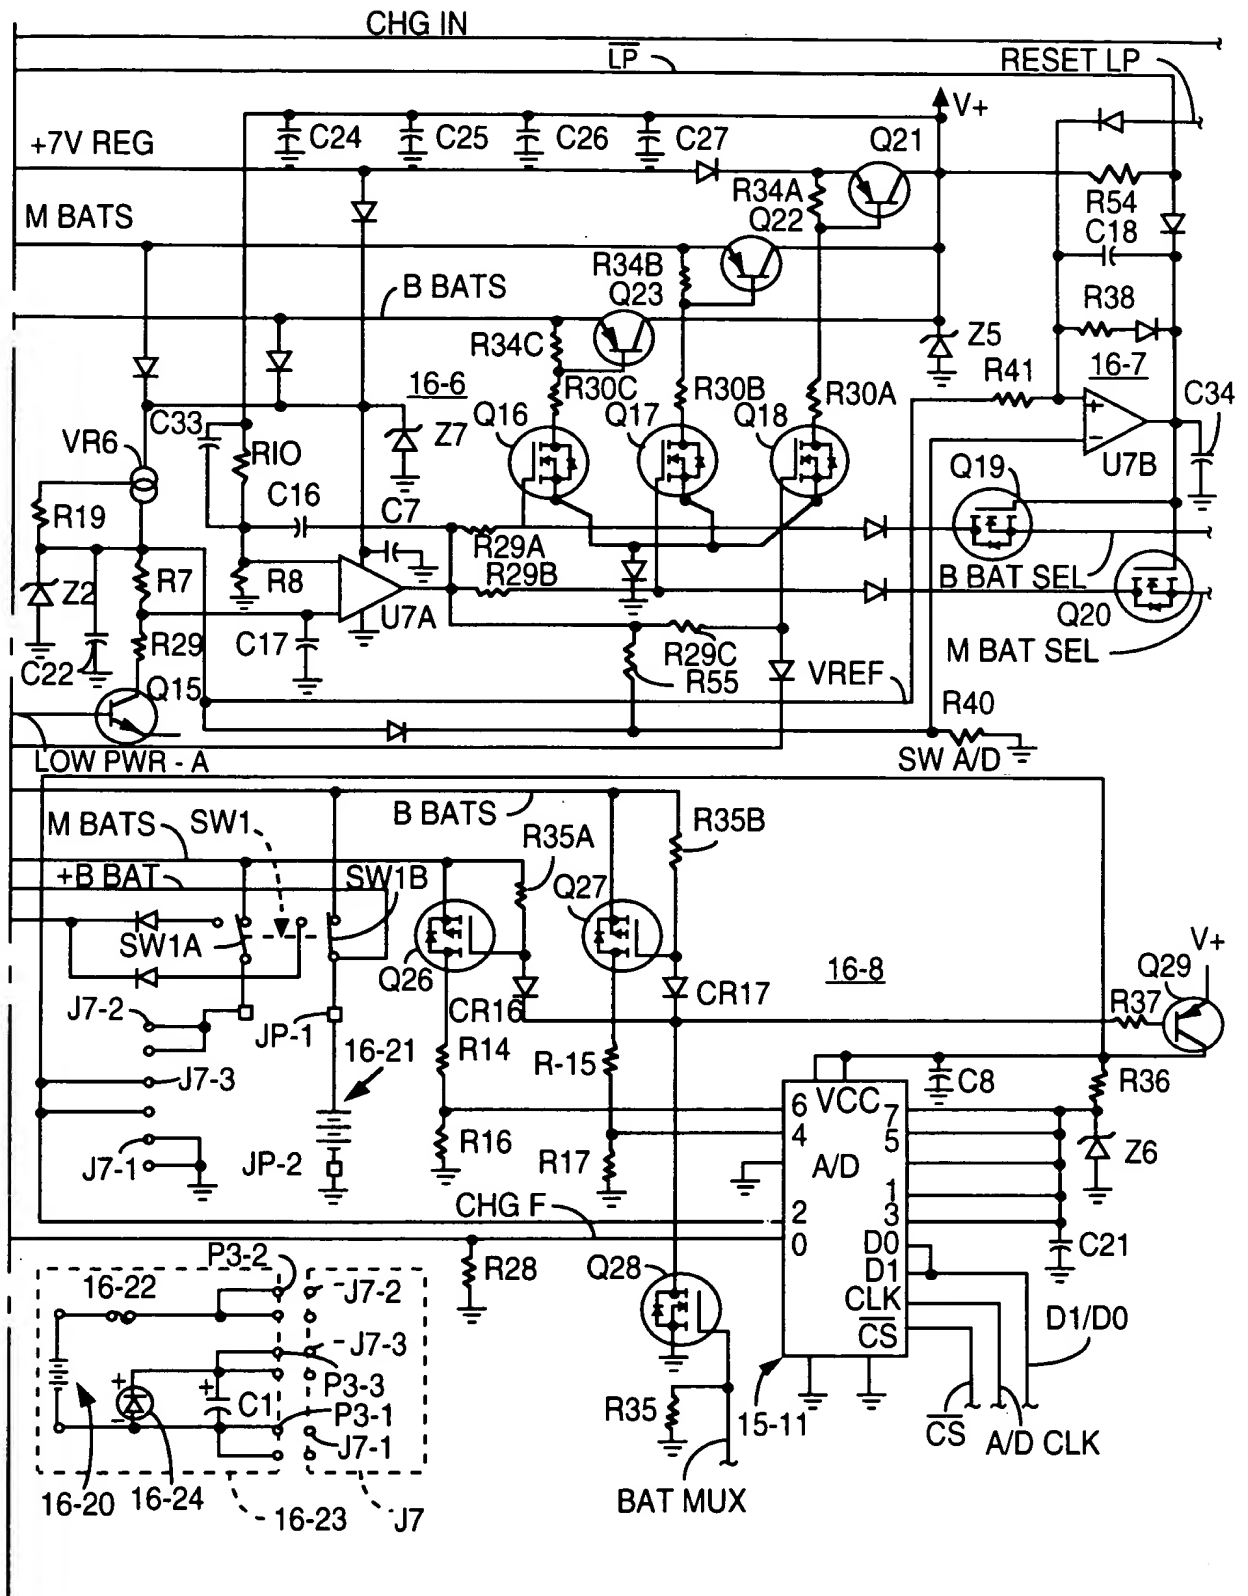 CHG IN
LP
RESET LP
V+
C24
C25
C26
C27
Q21
+7V REG
R34A
R54
M BATS
Q22
C18
R34B
B BATS
Q23
R38
Z5
R34C
16-6
R30C
R30B
R30A
R41
16-7
C34
C33
Q16
Q17
Q18
Z7
VR6
RIO
U7B
Q19
C16
C7
R19
R29A
R29B
B BAT SEL
Z2
R7
R8
U7A
Q20
C22
R29
C17
R29C
R55
VREF
M BAT SEL
Q15
R40
LOW PWR - A
SW A/D
M BATS
SW1
B BATS
R35A
R35B
+B BAT
SW1B
Q27
SW1A
Q26
16-8
V+
Q29
J7-2
CR16
CR17
R37
JP-1
16-21
R14
R-15
J7-3
C8
R36
6
VCC
7
4
5
R16
J7-1
JP-2
R17
A/D
Z6
1
CHG F
2
3
0
D0
C21
P3-2
R28
Q28
D1
16-22
J7-2
CLK
D1/D0
CS
J7-3
P3-3
+
+
C1
P3-1
R35
15-11
-
J7-1
CS
A/D CLK
16-20
16-24
16-23
J7
BAT MUX
+
-